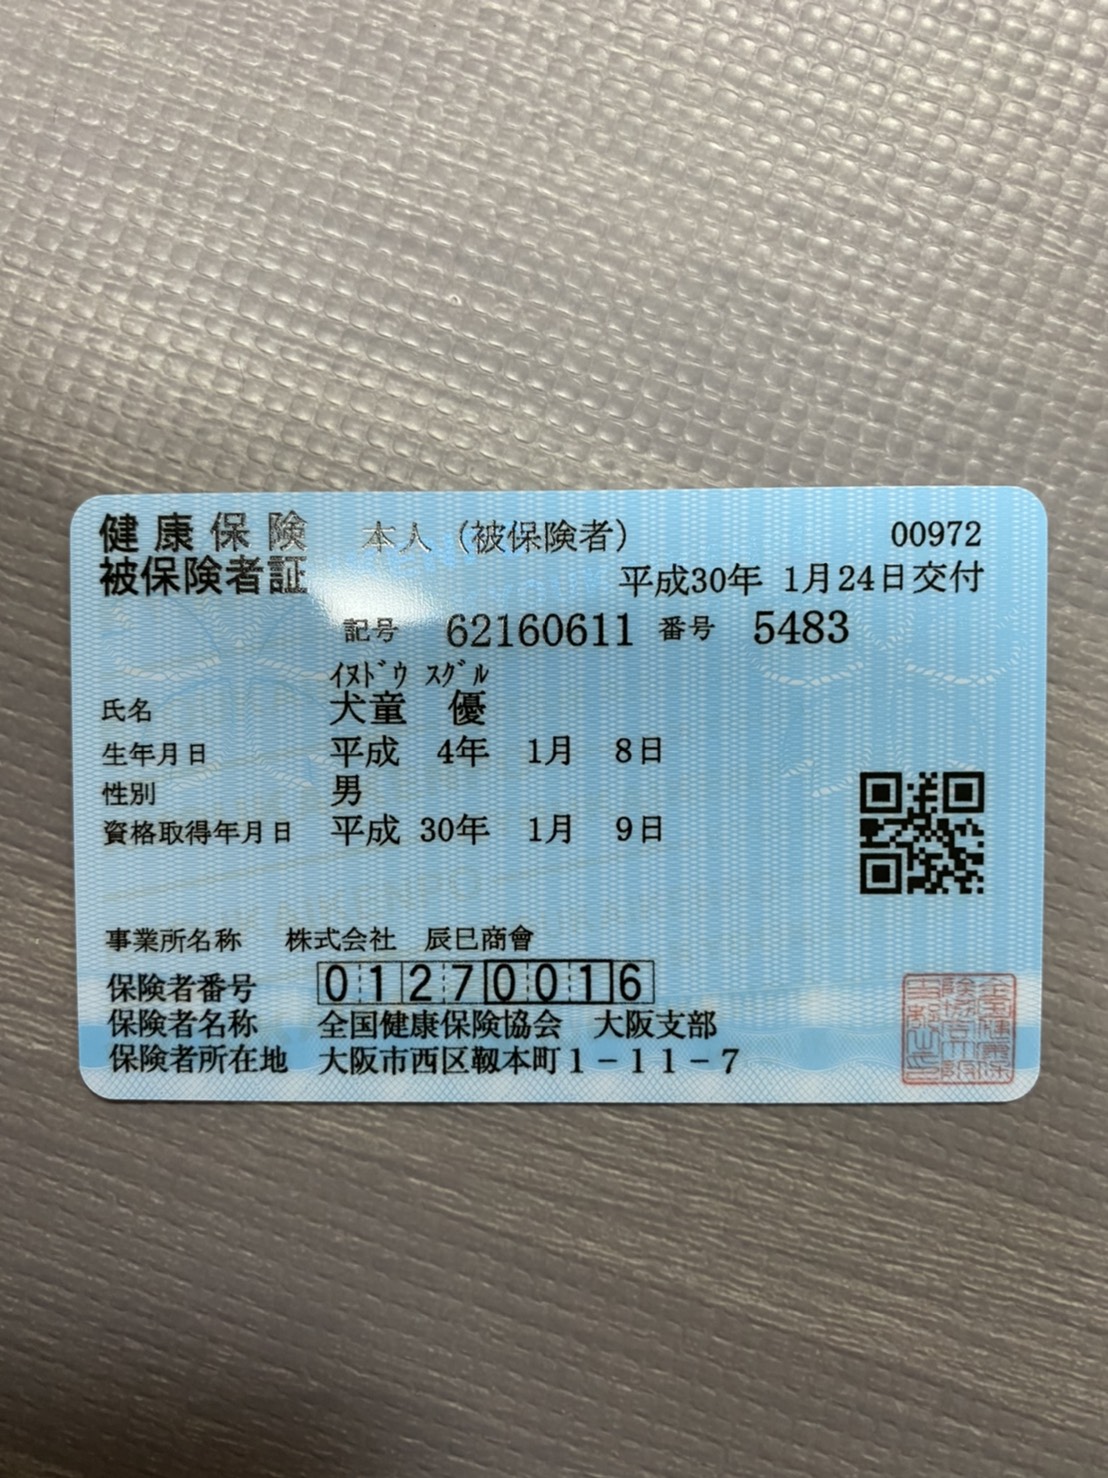 健康保険 本人（被保険者） 00972
被保険者証 平成30年 1月24日交付
記号 62160611 番号 5483
ｲﾇﾄﾞｳ ｽｸﾞﾙ
氏名 犬童 優
生年月日 平成 4年 1月 8日
性別 男
資格取得年月日 平成 30年 1月 9日
事業所名称 株式会社 辰巳商會
保険者番号 01270016
保険者名称 全国健康保険協会 大阪支部
保険者所在地 大阪市西区靱本町１－１１－７